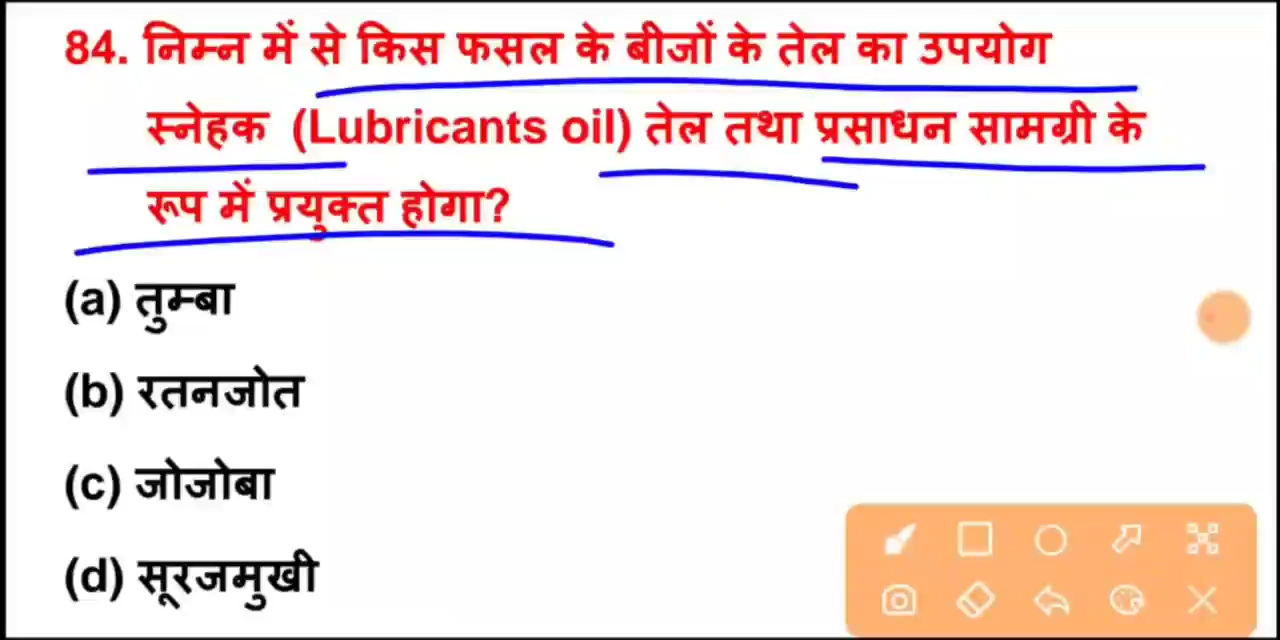 84. निम्न में से किस फसल के बीजों के तेल का उपयोग
स्नेहक (Lubricants oil) तेल तथा प्रसाधन सामग्री के
रूप में प्रयुक्त होगा?
(a) तुम्बा
(b) रतनजोत
(c) जोजोबा
(d) सूरजमुखी